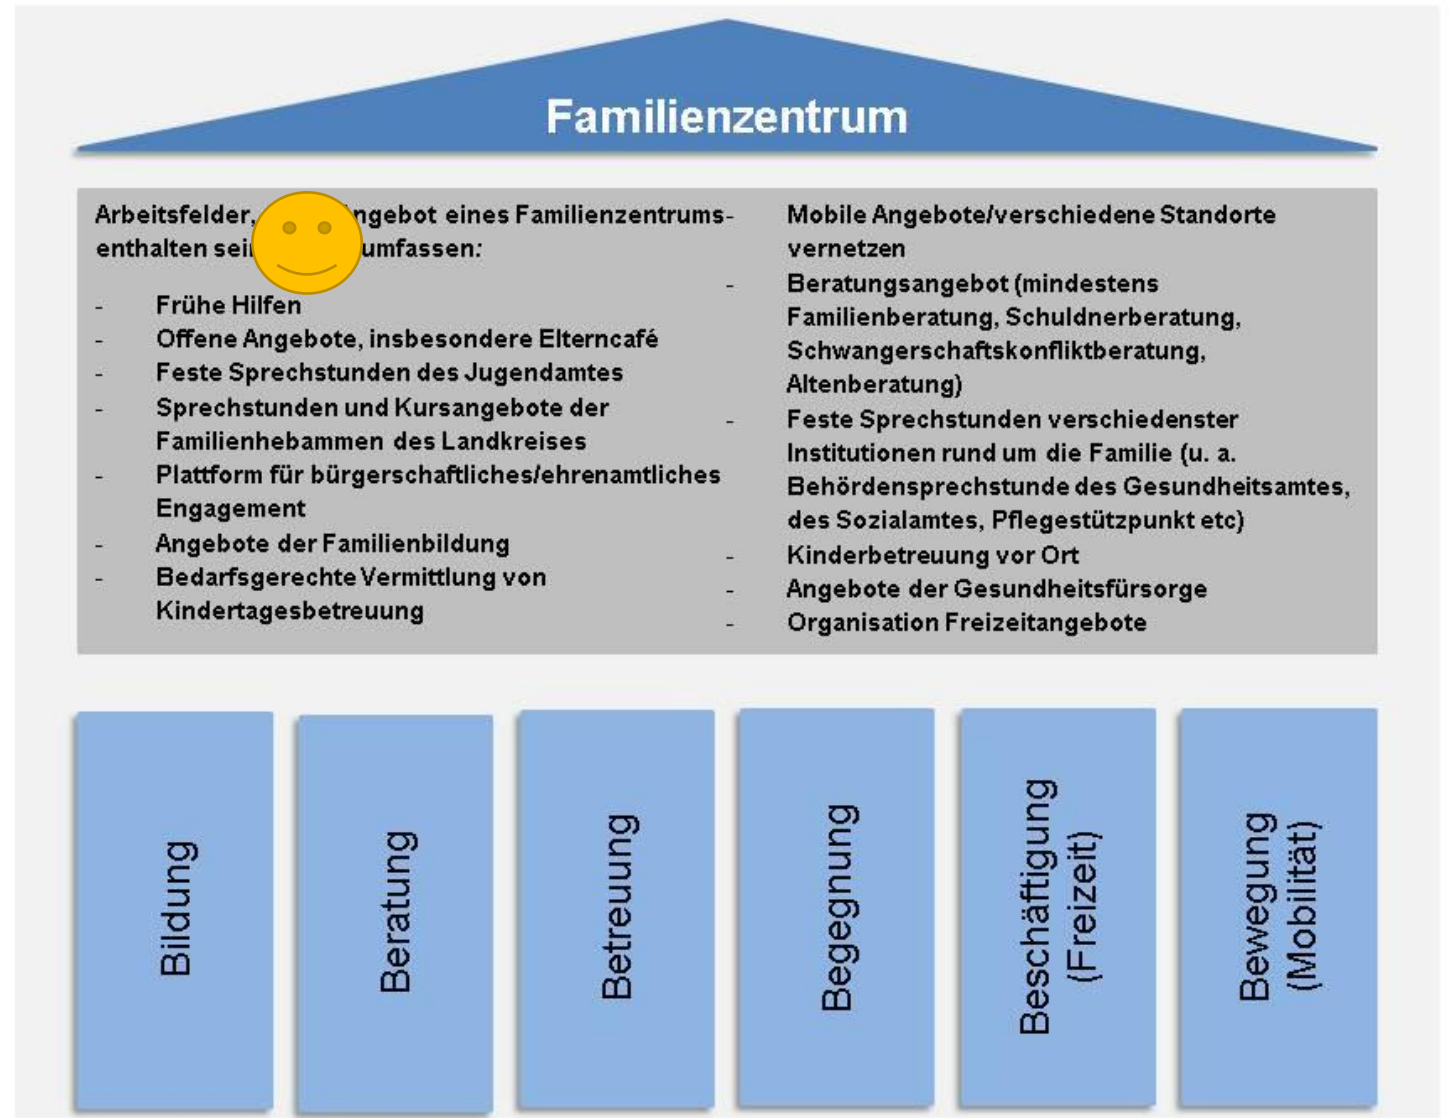 Familienzentrum
Arbeitsfelder, eines Familienzentrums
enthalten umfassen:
- Frühe Hilfen
- Offene Angebote, insbesondere Elterncafé
- Feste Sprechstunden des Jugendamtes
- Sprechstunden und Kursangebote der
Familienhebammen des Landkreises
- Plattform für bürgerschaftliches/ehrenamtliches
Engagement
- Angebote der Familienbildung
- Bedarfsgerechte Vermittlung von
Kindertagesbetreuung
- Mobile Angebote/verschiedene Standorte
vernetzen
- Beratungsangebot (mindestens
Familienberatung, Schuldnerberatung,
Schwangerschaftskonfliktberatung,
Altenberatung)
- Feste Sprechstunden verschiedenster
Institutionen rund um die Familie (u. a.
Behördensprechstunde des Gesundheitsamtes,
des Sozialamtes, Pflegestützpunkt etc)
- Kinderbetreuung vor Ort
- Angebote der Gesundheitsfürsorge
- Organisation Freizeitangebote
Bildung
Beratung
Betreuung
Begegnung
Beschäftigung
(Freizeit)
Bewegung
(Mobilität)